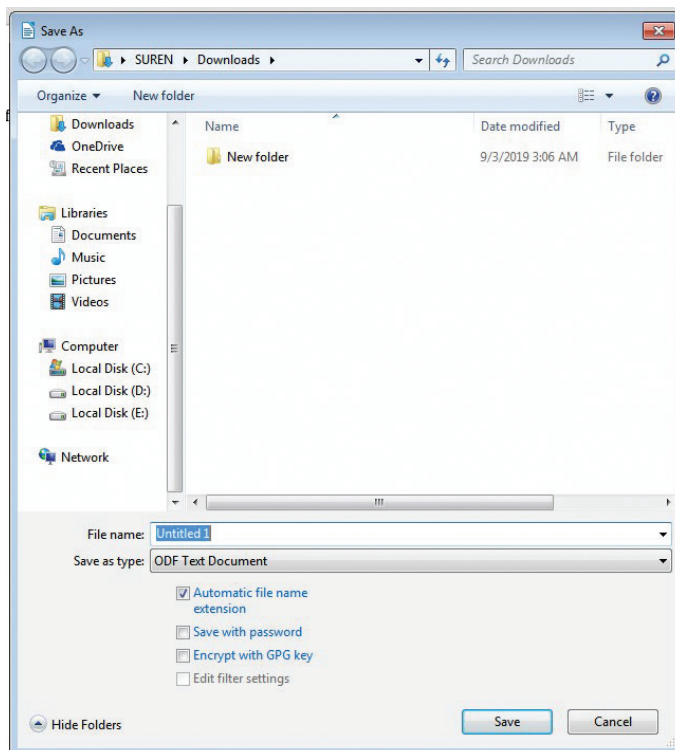 Save As
SUREN Downloads
Search Downloads
Organize New folder
Name Date modified Type
Downloads
OneDrive
Recent Places
New folder 9/3/2019 3:06 AM File folder
Libraries
Documents
Music
Pictures
Videos
Computer
Local Disk (C:)
Local Disk (D:)
Local Disk (E:)
Network
File name: Untitled 1
Save as type: ODF Text Document
Automatic file name
extension
Save with password
Encrypt with GPG key
Edit filter settings
Hide Folders Save Cancel